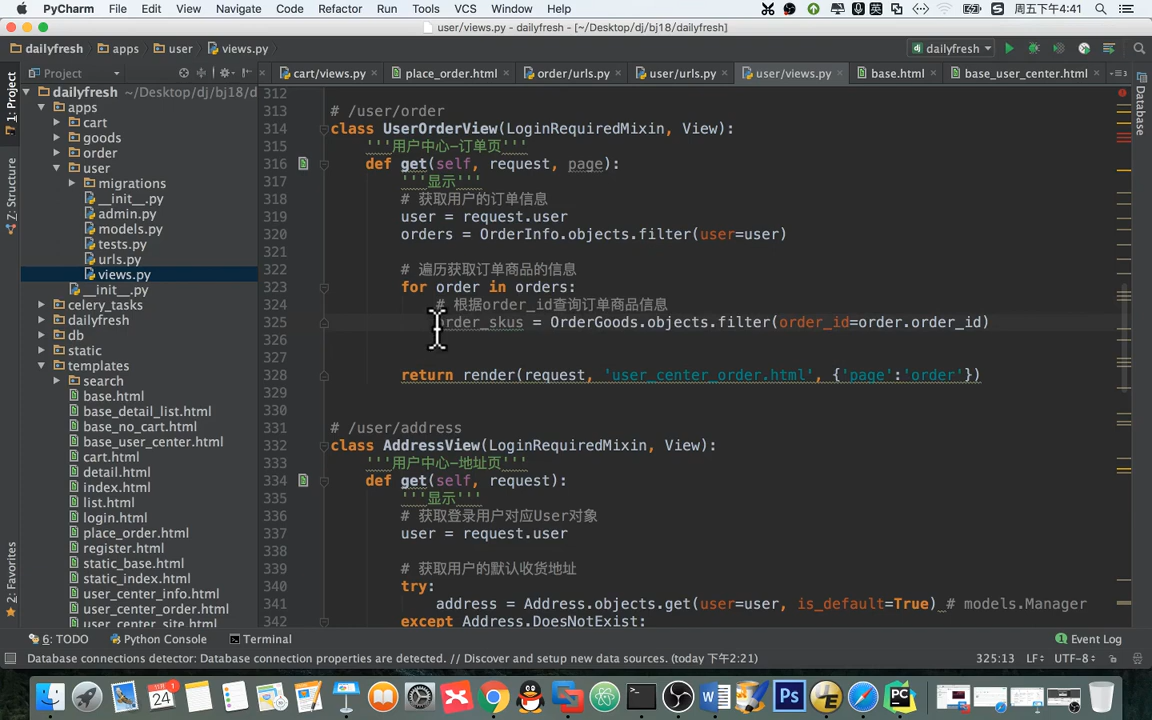 PyCharm File Edit View Navigate Code Refactor Run Tools VCS Window Help 英 周五下午4:41
user/views.py - dailyfresh - [~/Desktop/dj/bj18/dailyfresh]
dailyfresh apps user views.py dailyfresh
Project cart/views.py place_order.html order/urls.py user/urls.py user/views.py base.html base_user_center.html
1: Project
Z: Structure
2: Favorites
Database
dailyfresh ~/Desktop/dj/bj18/d
apps
cart
goods
order
user
migrations
__init__.py
admin.py
models.py
tests.py
urls.py
views.py
__init__.py
celery_tasks
dailyfresh
db
static
templates
search
base.html
base_detail_list.html
base_no_cart.html
base_user_center.html
cart.html
detail.html
index.html
list.html
login.html
place_order.html
register.html
static_base.html
static_index.html
user_center_info.html
user_center_order.html
user_center_site.html
312
313 # /user/order
314 class UserOrderView(LoginRequiredMixin, View):
315 '''用户中心-订单页'''
316 def get(self, request, page):
317 '''显示'''
318 # 获取用户的订单信息
319 user = request.user
320 orders = OrderInfo.objects.filter(user=user)
321
322 # 遍历获取订单商品的信息
323 for order in orders:
324 # 根据order_id查询订单商品信息
325 order_skus = OrderGoods.objects.filter(order_id=order.order_id)
326
327
328 return render(request, 'user_center_order.html', {'page':'order'})
329
330
331 # /user/address
332 class AddressView(LoginRequiredMixin, View):
333 '''用户中心-地址页'''
334 def get(self, request):
335 '''显示'''
336 # 获取登录用户对应User对象
337 user = request.user
338
339 # 获取用户的默认收货地址
340 try:
341 address = Address.objects.get(user=user, is_default=True) # models.Manager
342 except Address.DoesNotExist:
6: TODO Python Console Terminal 1 Event Log
Database connections detector: Database connection properties are detected. // Discover and setup new data sources. (today 下午2:21) 325:13 LF÷ UTF-8÷